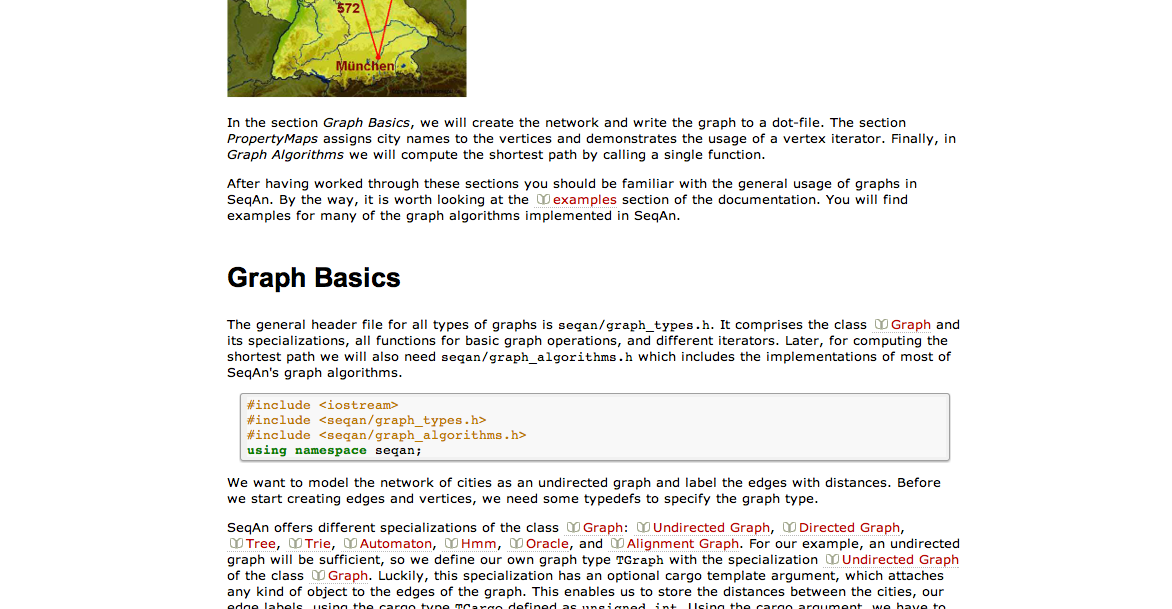 572
München
In the section Graph Basics, we will create the network and write the graph to a dot-file. The section
PropertyMaps assigns city names to the vertices and demonstrates the usage of a vertex iterator. Finally, in
Graph Algorithms we will compute the shortest path by calling a single function.
After having worked through these sections you should be familiar with the general usage of graphs in
SeqAn. By the way, it is worth looking at the examples section of the documentation. You will find
examples for many of the graph algorithms implemented in SeqAn.
Graph Basics
The general header file for all types of graphs is seqan/graph_types.h. It comprises the class Graph and
its specializations, all functions for basic graph operations, and different iterators. Later, for computing the
shortest path we will also need seqan/graph_algorithms.h which includes the implementations of most of
SeqAn's graph algorithms.
#include <iostream>
#include <seqan/graph_types.h>
#include <seqan/graph_algorithms.h>
using namespace seqan;
We want to model the network of cities as an undirected graph and label the edges with distances. Before
we start creating edges and vertices, we need some typedefs to specify the graph type.
SeqAn offers different specializations of the class Graph: Undirected Graph, Directed Graph,
Tree, Trie, Automaton, Hmm, Oracle, and Alignment Graph. For our example, an undirected
graph will be sufficient, so we define our own graph type TGraph with the specialization Undirected Graph
of the class Graph. Luckily, this specialization has an optional cargo template argument, which attaches
any kind of object to the edges of the graph. This enables us to store the distances between the cities, our
edge labels, using the cargo type TCargo defined as unsigned int. Using the cargo argument, we have to